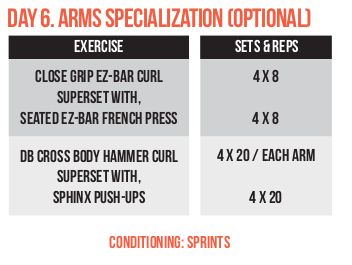 DAY 6. ARMS SPECIALIZATION (OPTIONAL)
EXERCISE SETS & REPS
CLOSE GRIP EZ-BAR CURL 4 X 8
SUPERSET WITH,
SEATED EZ-BAR FRENCH PRESS 4 X 8
DB CROSS BODY HAMMER CURL 4 X 20 / EACH ARM
SUPERSET WITH,
SPHINX PUSH-UPS 4 X 20
CONDITIONING: SPRINTS